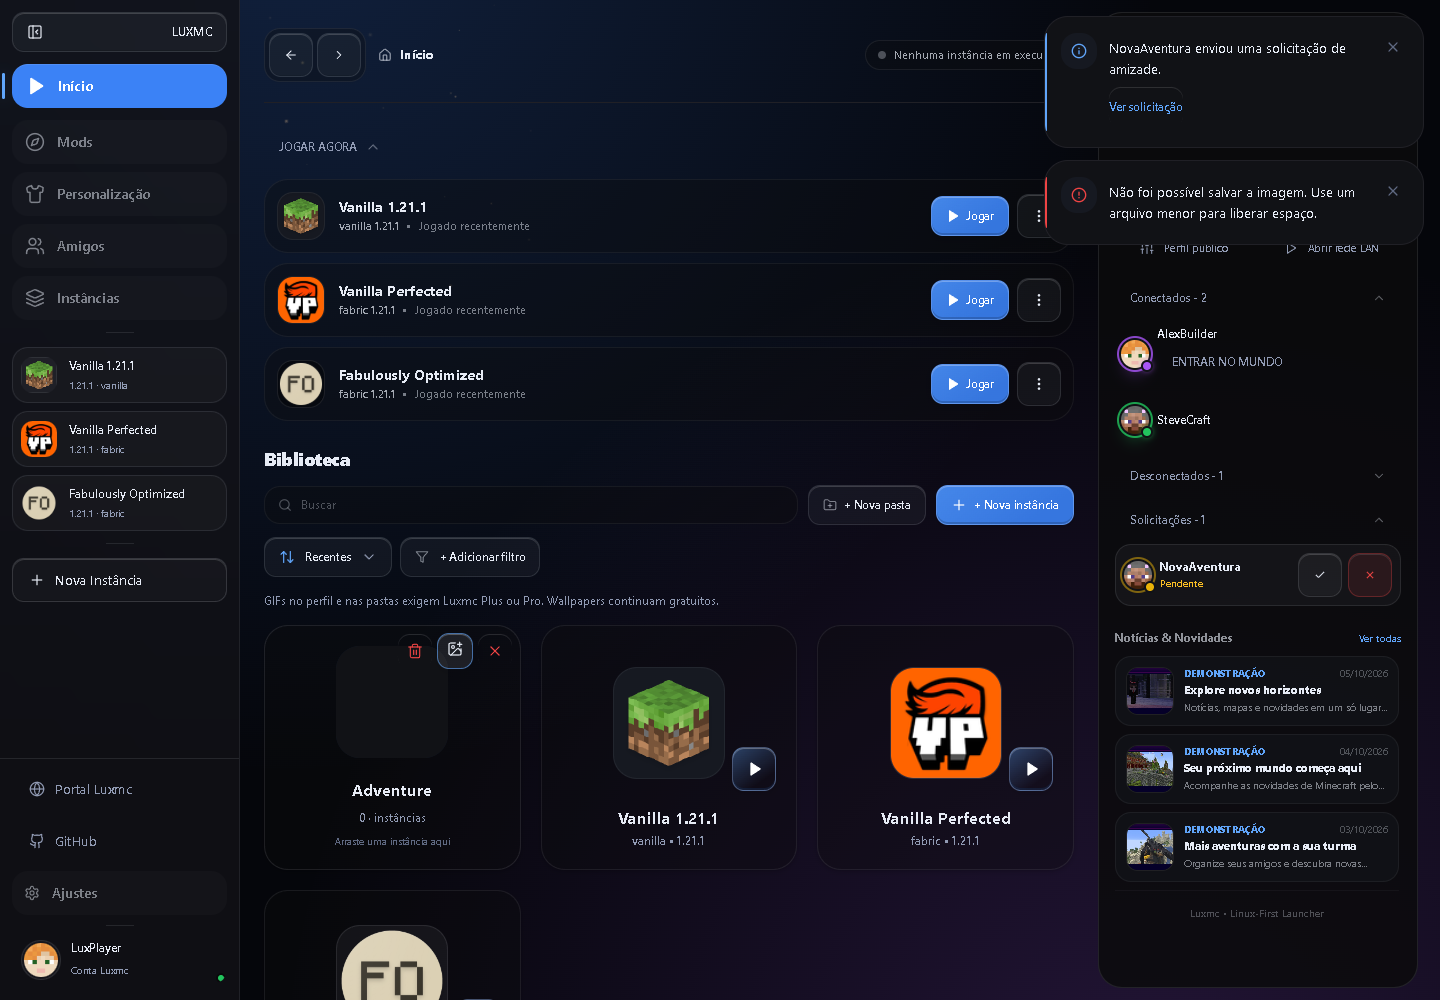 LUXMC
Início
Mods
Personalização
Amigos
Instâncias
Vanilla 1.21.1
1.21.1 · vanilla
Vanilla Perfected
1.21.1 · fabric
Fabulously Optimized
1.21.1 · fabric
Nova Instância
Portal Luxmc
GitHub
Ajustes
LuxPlayer
Conta Luxmc
Início
Nenhuma instância em execu
JOGAR AGORA
Vanilla 1.21.1
vanilla 1.21.1 • Jogado recentemente
Jogar
Vanilla Perfected
fabric 1.21.1 • Jogado recentemente
Jogar
FO
Fabulously Optimized
fabric 1.21.1 • Jogado recentemente
Jogar
Biblioteca
Buscar
+ Nova pasta
+ Nova instância
Recentes
+ Adicionar filtro
GIFs no perfil e nas pastas exigem Luxmc Plus ou Pro. Wallpapers continuam gratuitos.
Adventure
0 · instâncias
Arraste uma instância aqui
Vanilla 1.21.1
vanilla • 1.21.1
VP
Vanilla Perfected
fabric • 1.21.1
FO
NovaAventura enviou uma solicitação de
amizade.
Ver solicitação
Não foi possível salvar a imagem. Use um
arquivo menor para liberar espaço.
Perfil público
Abrir rede LAN
Conectados - 2
AlexBuilder
ENTRAR NO MUNDO
SteveCraft
Desconectados - 1
Solicitações - 1
NovaAventura
Pendente
Notícias & Novidades
Ver todas
DEMONSTRAÇÃO 05/10/2026
Explore novos horizontes
Notícias, mapas e novidades em um só lugar...
DEMONSTRAÇÃO 04/10/2026
Seu próximo mundo começa aqui
Acompanhe as novidades de Minecraft pelo...
DEMONSTRAÇÃO 03/10/2026
Mais aventuras com a sua turma
Organize seus amigos e descubra novas...
Luxmc • Linux-First Launcher